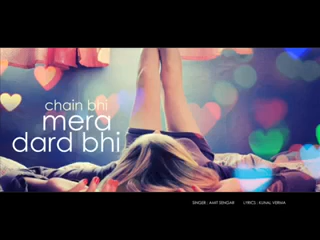 chain bhi
mera
dard bhi
SINGER : AMIT SENGAR LYRICS : KUNAL VERMA